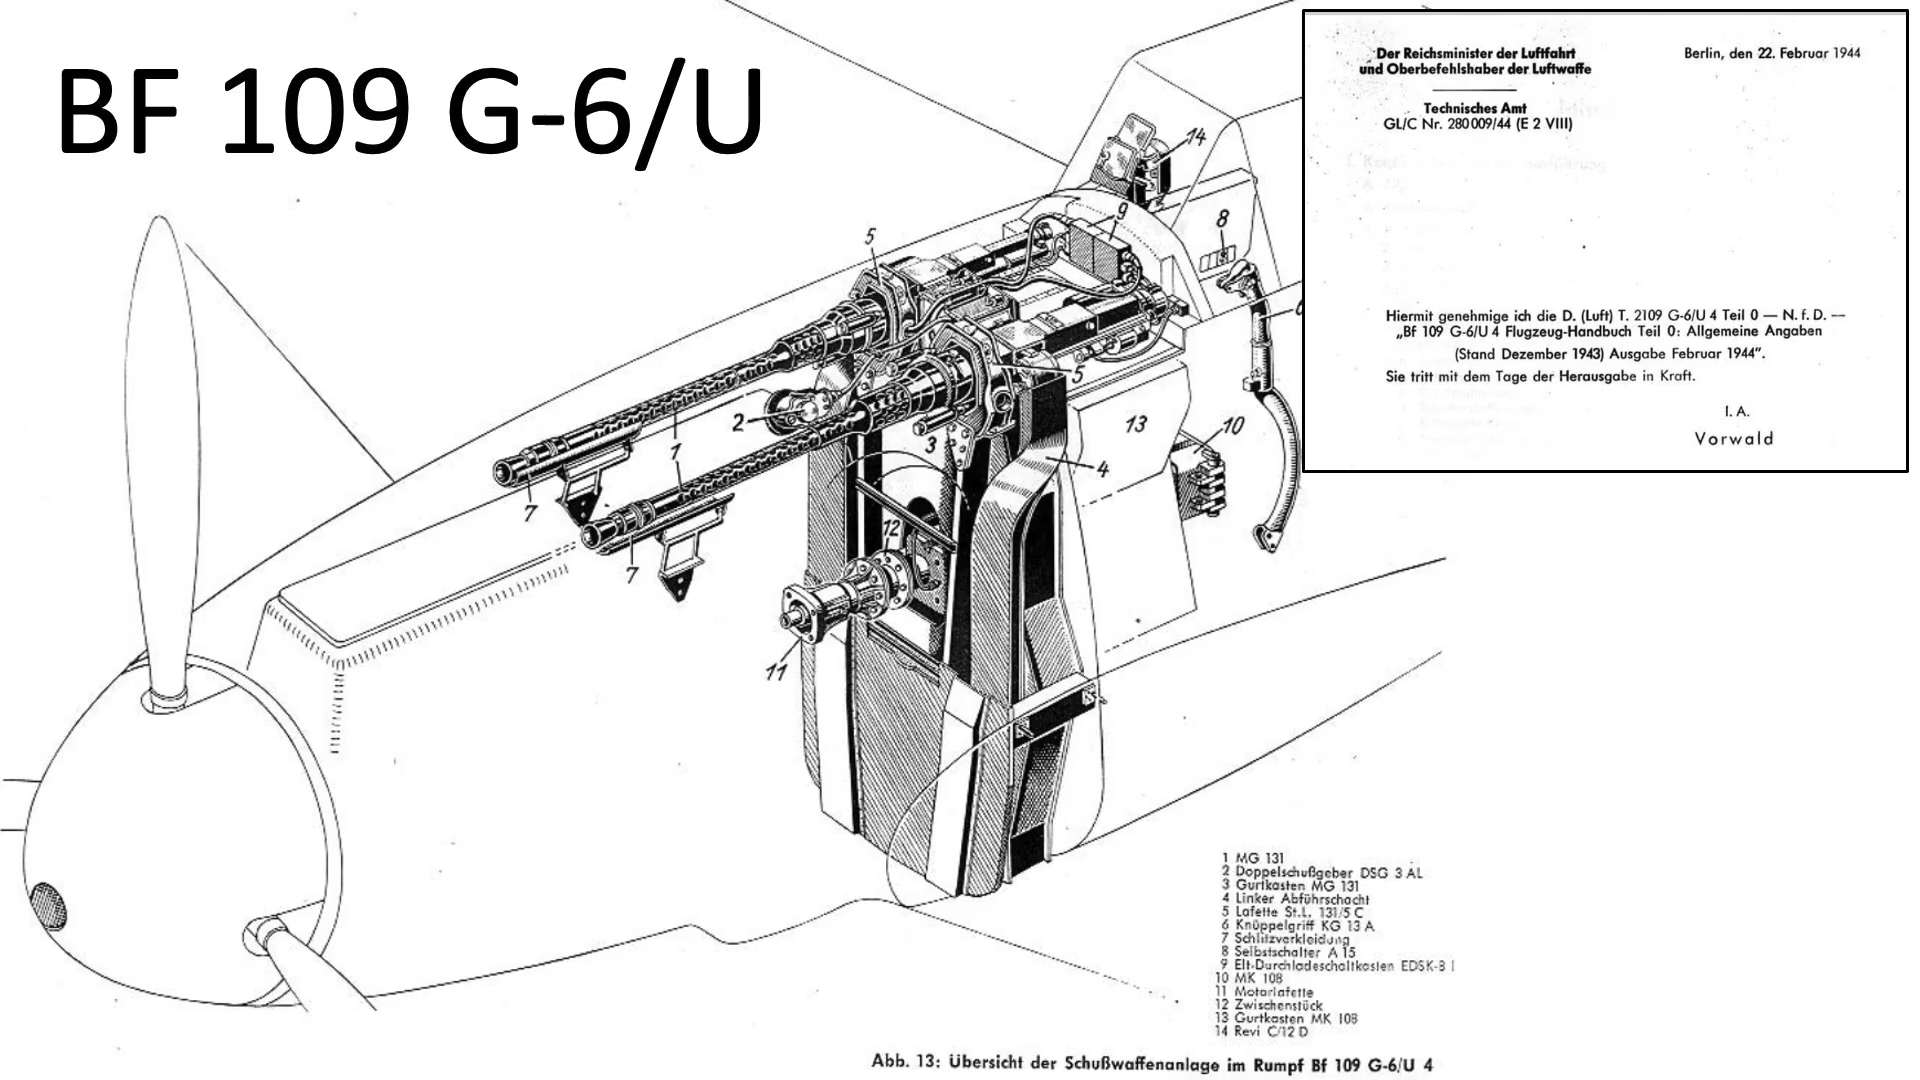 BF 109 G-6/U
Der Reichsminister der Luftfahrt
und Oberbefehlshaber der Luftwaffe
Berlin, den 22. Februar 1944
Technisches Amt
GL/C Nr. 280009/44 (E 2 VIII)
Hiermit genehmige ich die D. (Luft) T. 2109 G-6/U 4 Teil 0 — N. f. D. —
„Bf 109 G-6/U 4 Flugzeug-Handbuch Teil 0: Allgemeine Angaben
(Stand Dezember 1943) Ausgabe Februar 1944".
Sie tritt mit dem Tage der Herausgabe in Kraft.
I. A.
Vorwald
14
9
8
5
6
5
2
1
3
13
10
1
4
7
7
12
11
1 MG 131
2 Doppelschußgeber DSG 3 AL
3 Gurtkasten MG 131
4 Linker Abführschacht
5 Lafette St.L. 131/5 C
6 Knüppelgriff KG 13 A
7 Schlitzverkleidung
8 Selbstschalter A 15
9 Elt-Durchladeschaltkasten EDSK-B 1
10 MK 108
11 Motorlafette
12 Zwischenstück
13 Gurtkasten MK 108
14 Revi C/12 D
Abb. 13: Übersicht der Schußwaffenanlage im Rumpf Bf 109 G-6/U 4